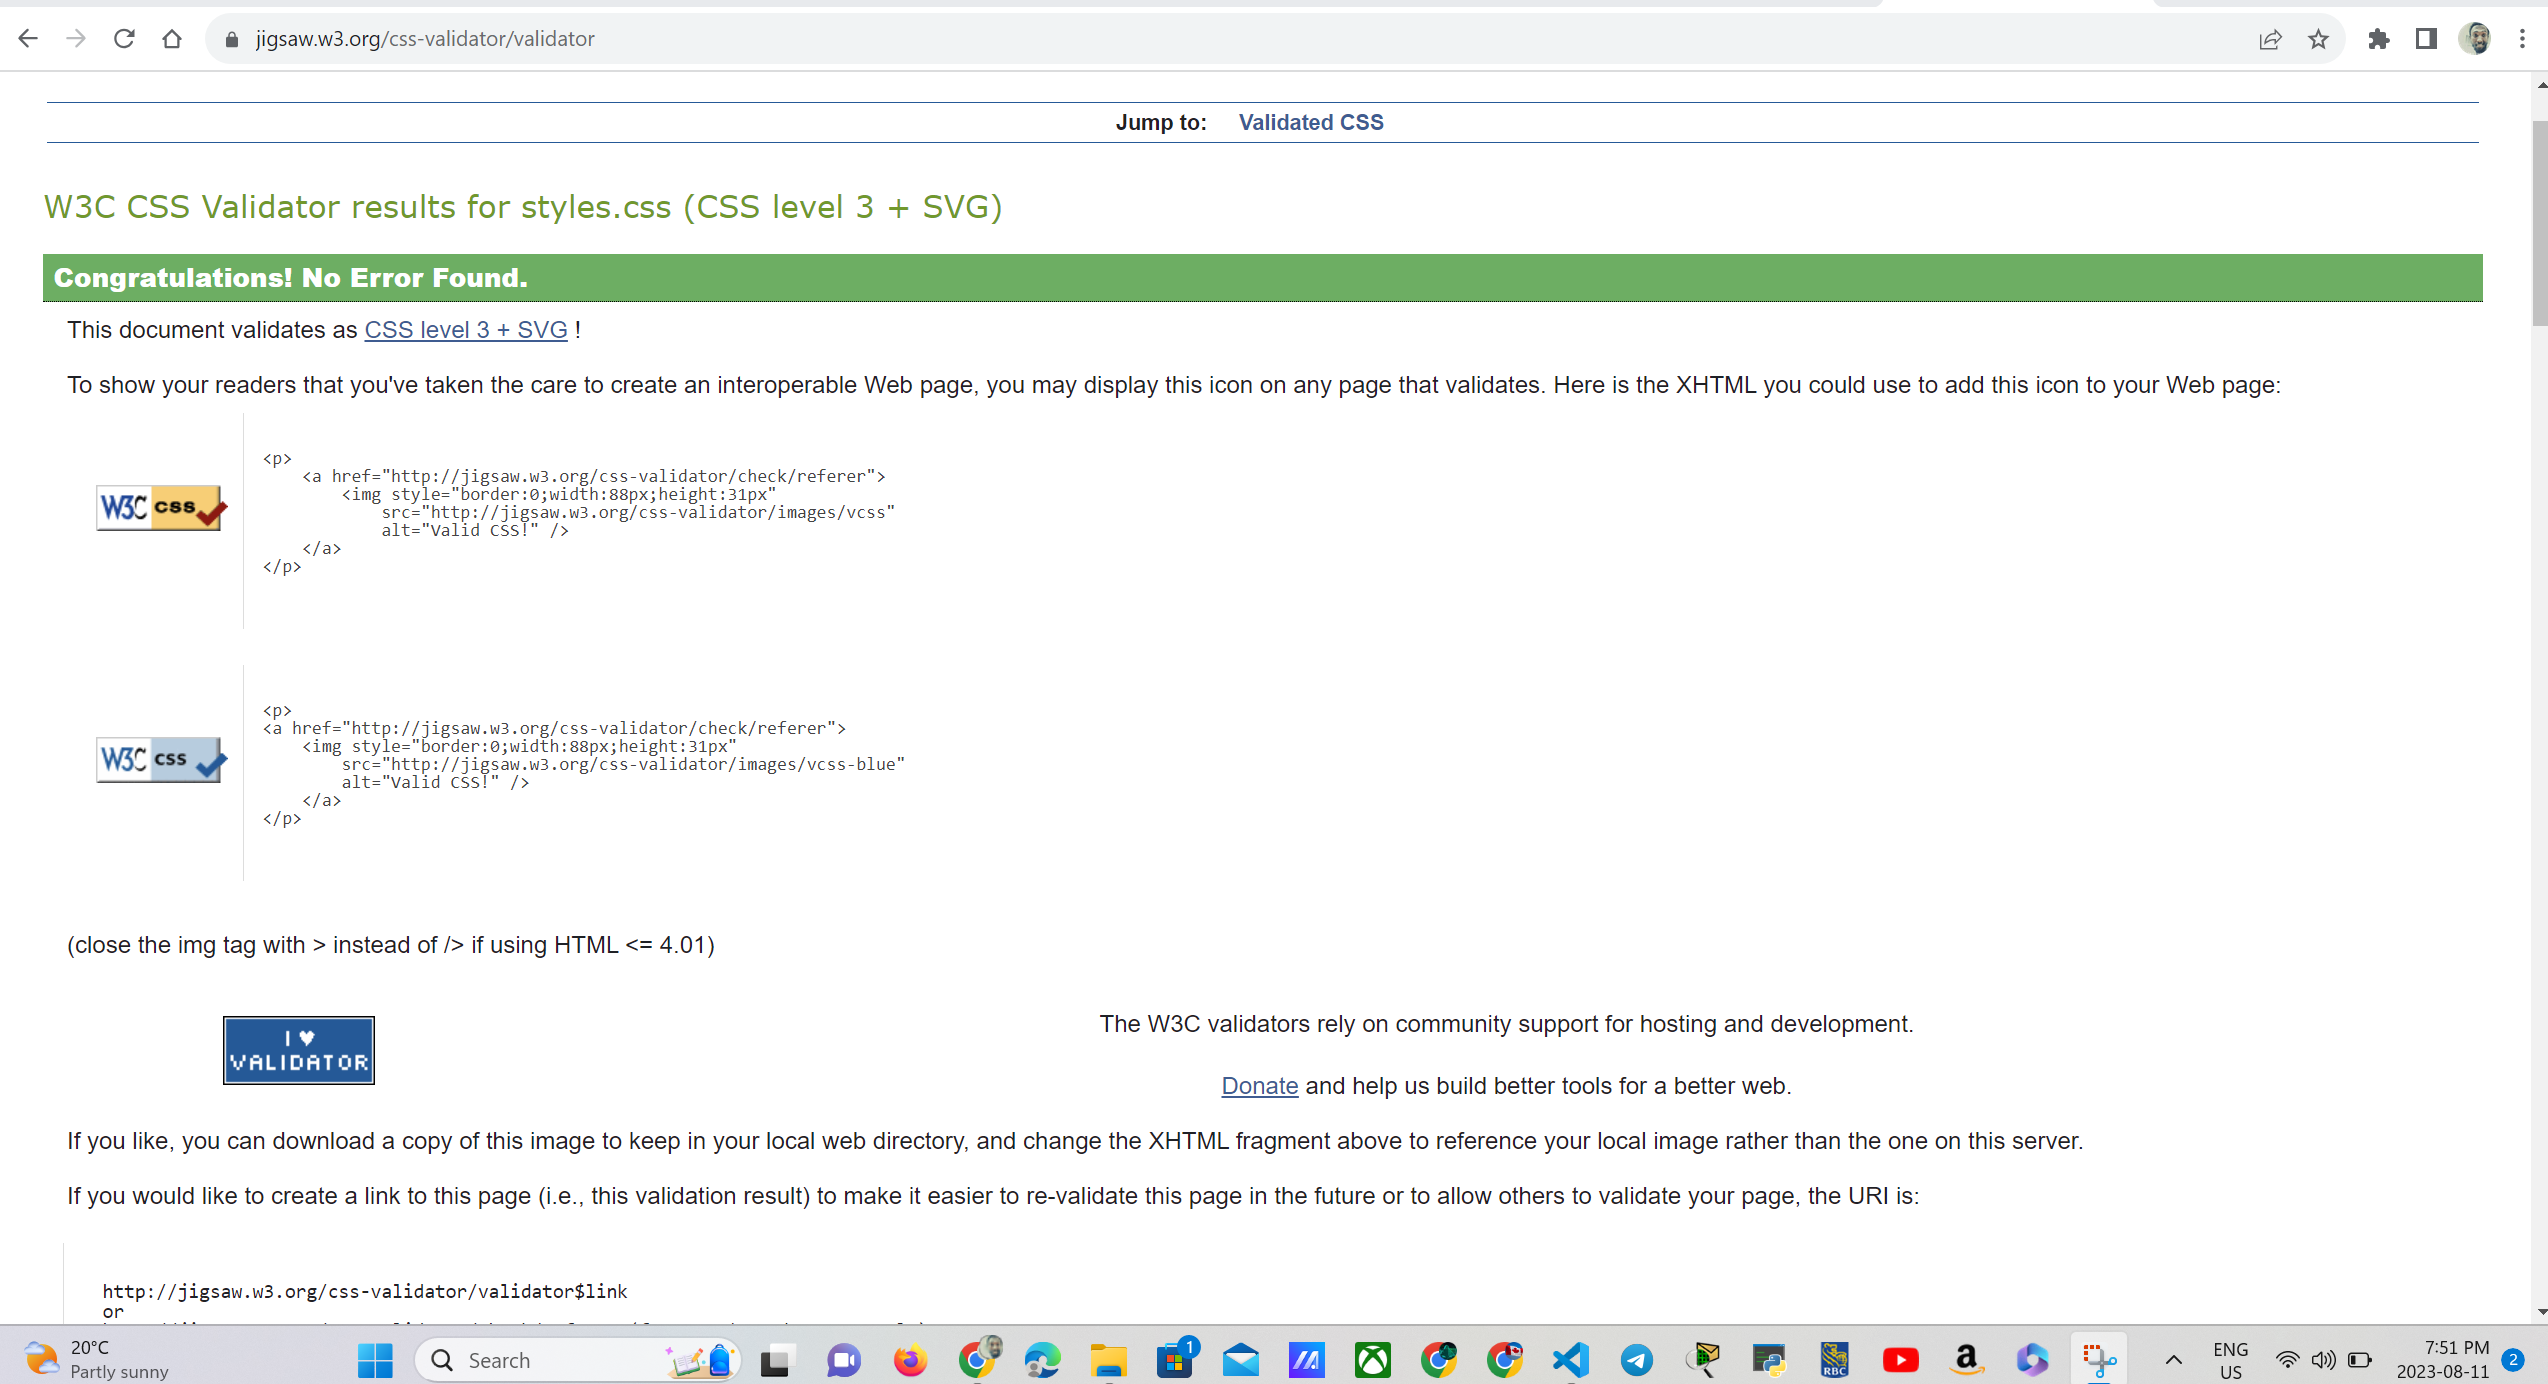 jigsaw.w3.org/css-validator/validator
Jump to: Validated CSS
W3C CSS Validator results for styles.css (CSS level 3 + SVG)
Congratulations! No Error Found.
This document validates as CSS level 3 + SVG !
To show your readers that you've taken the care to create an interoperable Web page, you may display this icon on any page that validates. Here is the XHTML you could use to add this icon to your Web page:
W3C css
<p>
<a href="http://jigsaw.w3.org/css-validator/check/referer">
<img style="border:0;width:88px;height:31px"
src="http://jigsaw.w3.org/css-validator/images/vcss"
alt="Valid CSS!" />
</a>
</p>
W3C css
<p>
<a href="http://jigsaw.w3.org/css-validator/check/referer">
<img style="border:0;width:88px;height:31px"
src="http://jigsaw.w3.org/css-validator/images/vcss-blue"
alt="Valid CSS!" />
</a>
</p>
(close the img tag with > instead of /> if using HTML <= 4.01)
I ♥
VALIDATOR
The W3C validators rely on community support for hosting and development.
Donate and help us build better tools for a better web.
If you like, you can download a copy of this image to keep in your local web directory, and change the XHTML fragment above to reference your local image rather than the one on this server.
If you would like to create a link to this page (i.e., this validation result) to make it easier to re-validate this page in the future or to allow others to validate your page, the URI is:
http://jigsaw.w3.org/css-validator/validator$link
or
20°C
Partly sunny
Search
1
RBC
a
ENG
US
7:51 PM
2023-08-11
2